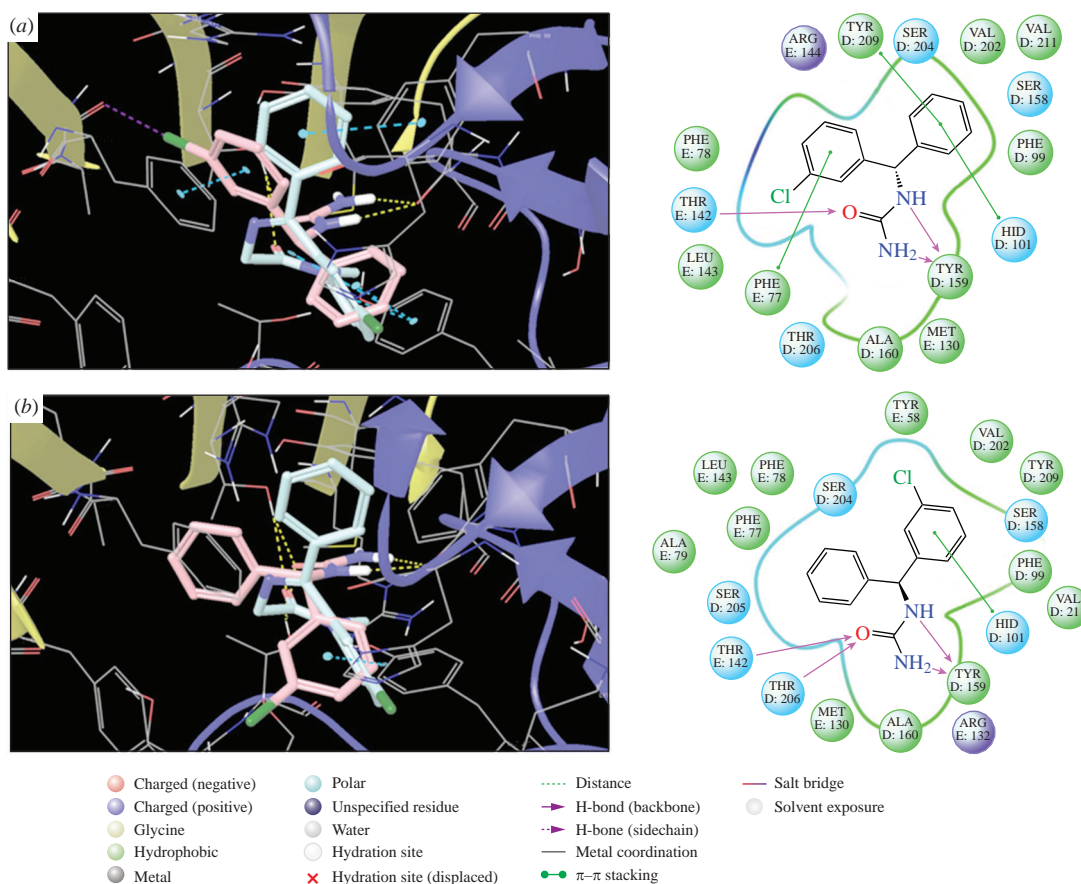 (a)
ARG
E: 144
TYR
D: 209
SER
D: 204
VAL
D: 202
VAL
D: 211
SER
D: 158
PHE
E: 78
PHE
D: 99
Cl
THR
E: 142
O
NH
HID
D: 101
NH2
LEU
E: 143
PHE
E: 77
TYR
D: 159
THR
D: 206
ALA
D: 160
MET
E: 130
(b)
TYR
E: 58
VAL
D: 202
LEU
E: 143
PHE
E: 78
SER
D: 204
Cl
TYR
D: 209
PHE
E: 77
SER
D: 158
ALA
E: 79
PHE
D: 99
SER
D: 205
VAL
D: 21
HID
D: 101
THR
E: 142
O
NH
NH2
THR
D: 206
TYR
D: 159
MET
E: 130
ALA
D: 160
ARG
E: 132
Charged (negative)
Charged (positive)
Glycine
Hydrophobic
Metal
Polar
Unspecified residue
Water
Hydration site
Hydration site (displaced)
Distance
H-bond (backbone)
H-bone (sidechain)
Metal coordination
π–π stacking
Salt bridge
Solvent exposure